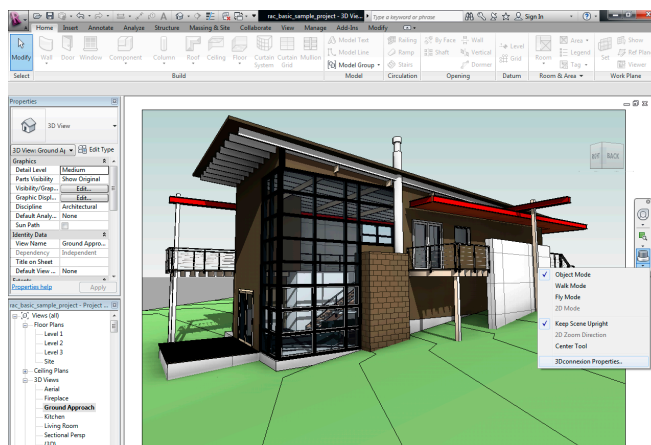 rac_basic_sample_project - 3D Vie...
Type a keyword or phrase
Sign In
Home Insert Annotate Analyze Structure Massing & Site Collaborate View Manage Add-Ins Modify
Modify
Wall Door Window Component Column Roof Ceiling Floor Curtain System Curtain Grid Mullion
Model Text
Model Line
Model Group
Railing
Ramp
Stairs
By Face
Shaft
Wall
Vertical
Dormer
Level
Grid
Room
Area
Legend
Tag
Set
Show
Ref Plan
Viewer
Select Build Model Circulation Opening Datum Room & Area Work Plane
Properties
3D View
3D View: Ground Ap
Edit Type
Graphics
Detail Level Medium
Parts Visibility Show Original
Visibility/Grap... Edit...
Graphic Displ... Edit...
Discipline Architectural
Default Analy... None
Sun Path
Identity Data
View Name Ground Appro...
Dependency Independent
Title on Sheet
Default View ... None
Properties help Apply
rac_basic_sample_project - Project ...
Views (all)
Floor Plans
Level 1
Level 2
Level 3
Site
Ceiling Plans
3D Views
Aerial
Fireplace
Ground Approach
Kitchen
Living Room
Sectional Persp
{3D}
BACK
Object Mode
Walk Mode
Fly Mode
2D Mode
Keep Scene Upright
2D Zoom Direction
Center Tool
3Dconnexion Properties..